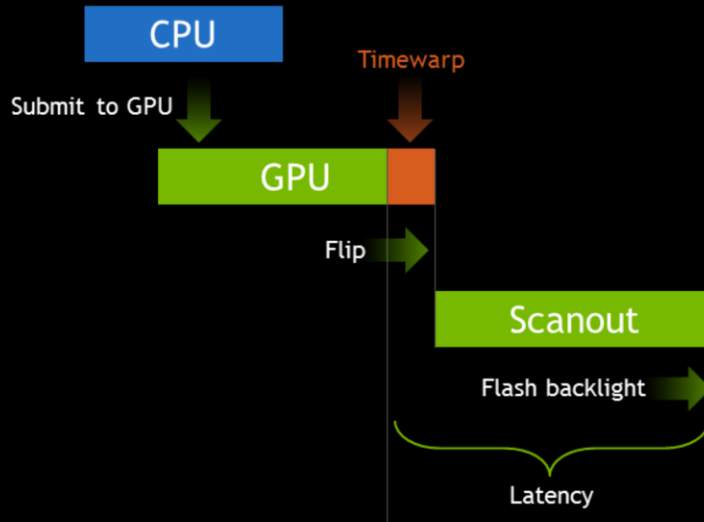 CPU
Timewarp
Submit to GPU
GPU
Flip
Scanout
Flash backlight
Latency